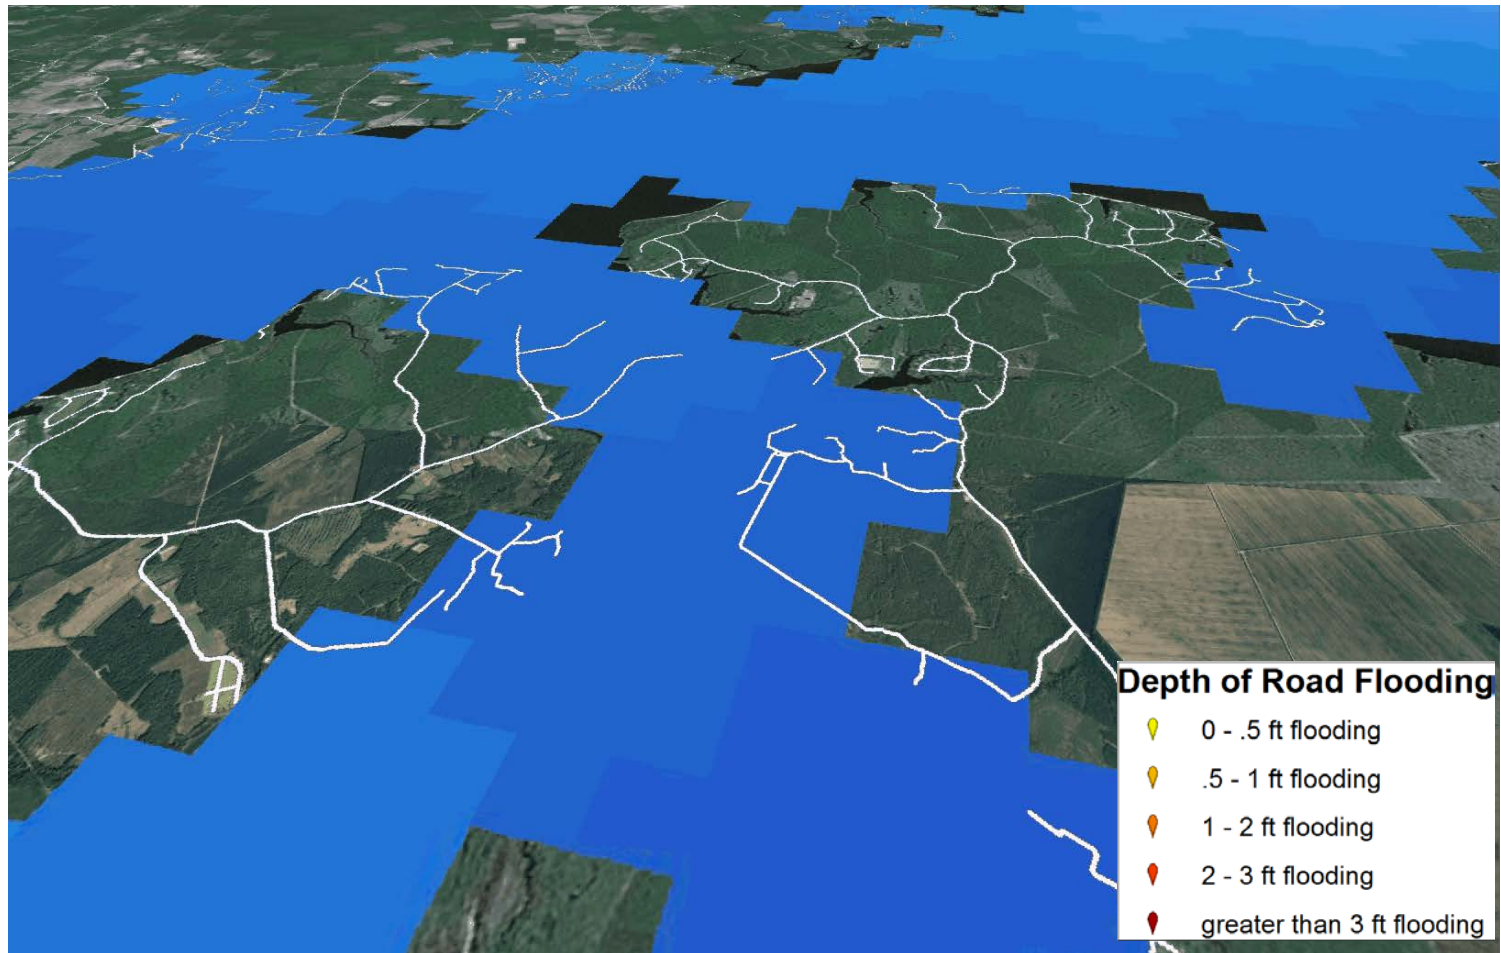 Depth of Road Flooding
0 - .5 ft flooding
.5 - 1 ft flooding
1 - 2 ft flooding
2 - 3 ft flooding
greater than 3 ft flooding